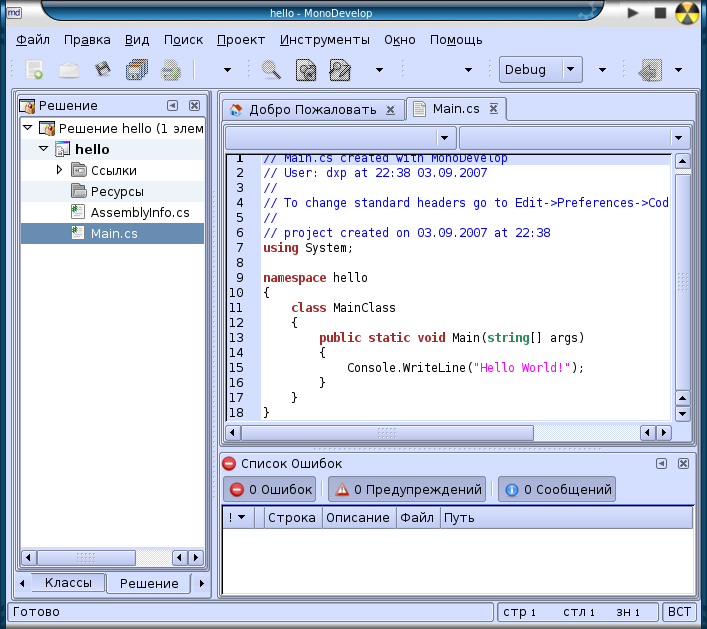 md hello - MonoDevelop
Файл Правка Вид Поиск Проект Инструменты Окно Помощь
Debug
Решение
Решение hello (1 элем
hello
Ссылки
Ресурсы
AssemblyInfo.cs
Main.cs
Классы Решение
Добро Пожаловать Main.cs
1 // Main.cs created with MonoDevelop
2 // User: dxp at 22:38 03.09.2007
3 //
4 // To change standard headers go to Edit->Preferences->Cod
5 //
6 // project created on 03.09.2007 at 22:38
7 using System;
8
9 namespace hello
10 {
11 class MainClass
12 {
13 public static void Main(string[] args)
14 {
15 Console.WriteLine("Hello World!");
16 }
17 }
18 }
Список Ошибок
0 Ошибок 0 Предупреждений 0 Сообщений
! Строка Описание Файл Путь
Готово стр 1 стл 1 зн 1 ВСТ